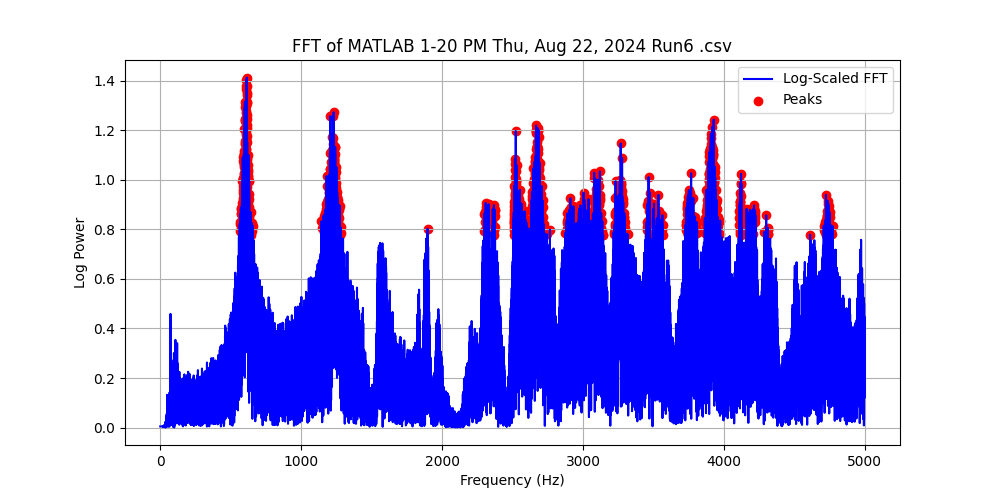 FFT of MATLAB 1-20 PM Thu, Aug 22, 2024 Run6 .csv
Log-Scaled FFT
Peaks
Log Power
1.4
1.2
1.0
0.8
0.6
0.4
0.2
0.0
0 1000 2000 3000 4000 5000
Frequency (Hz)